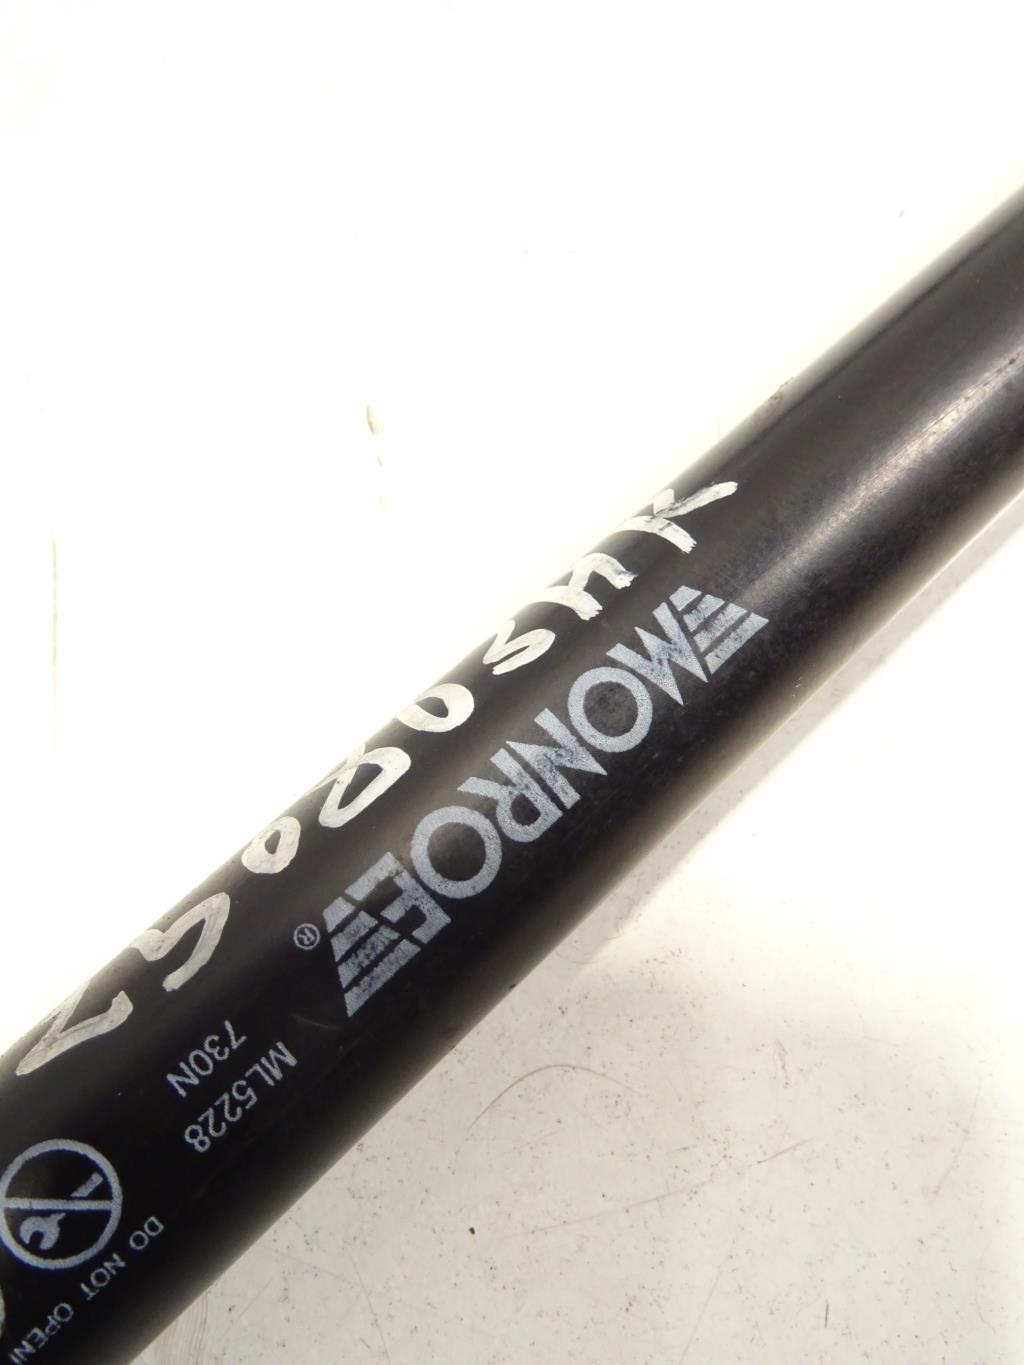 MONROE®
ML5228
730N
DO NOT OPEN